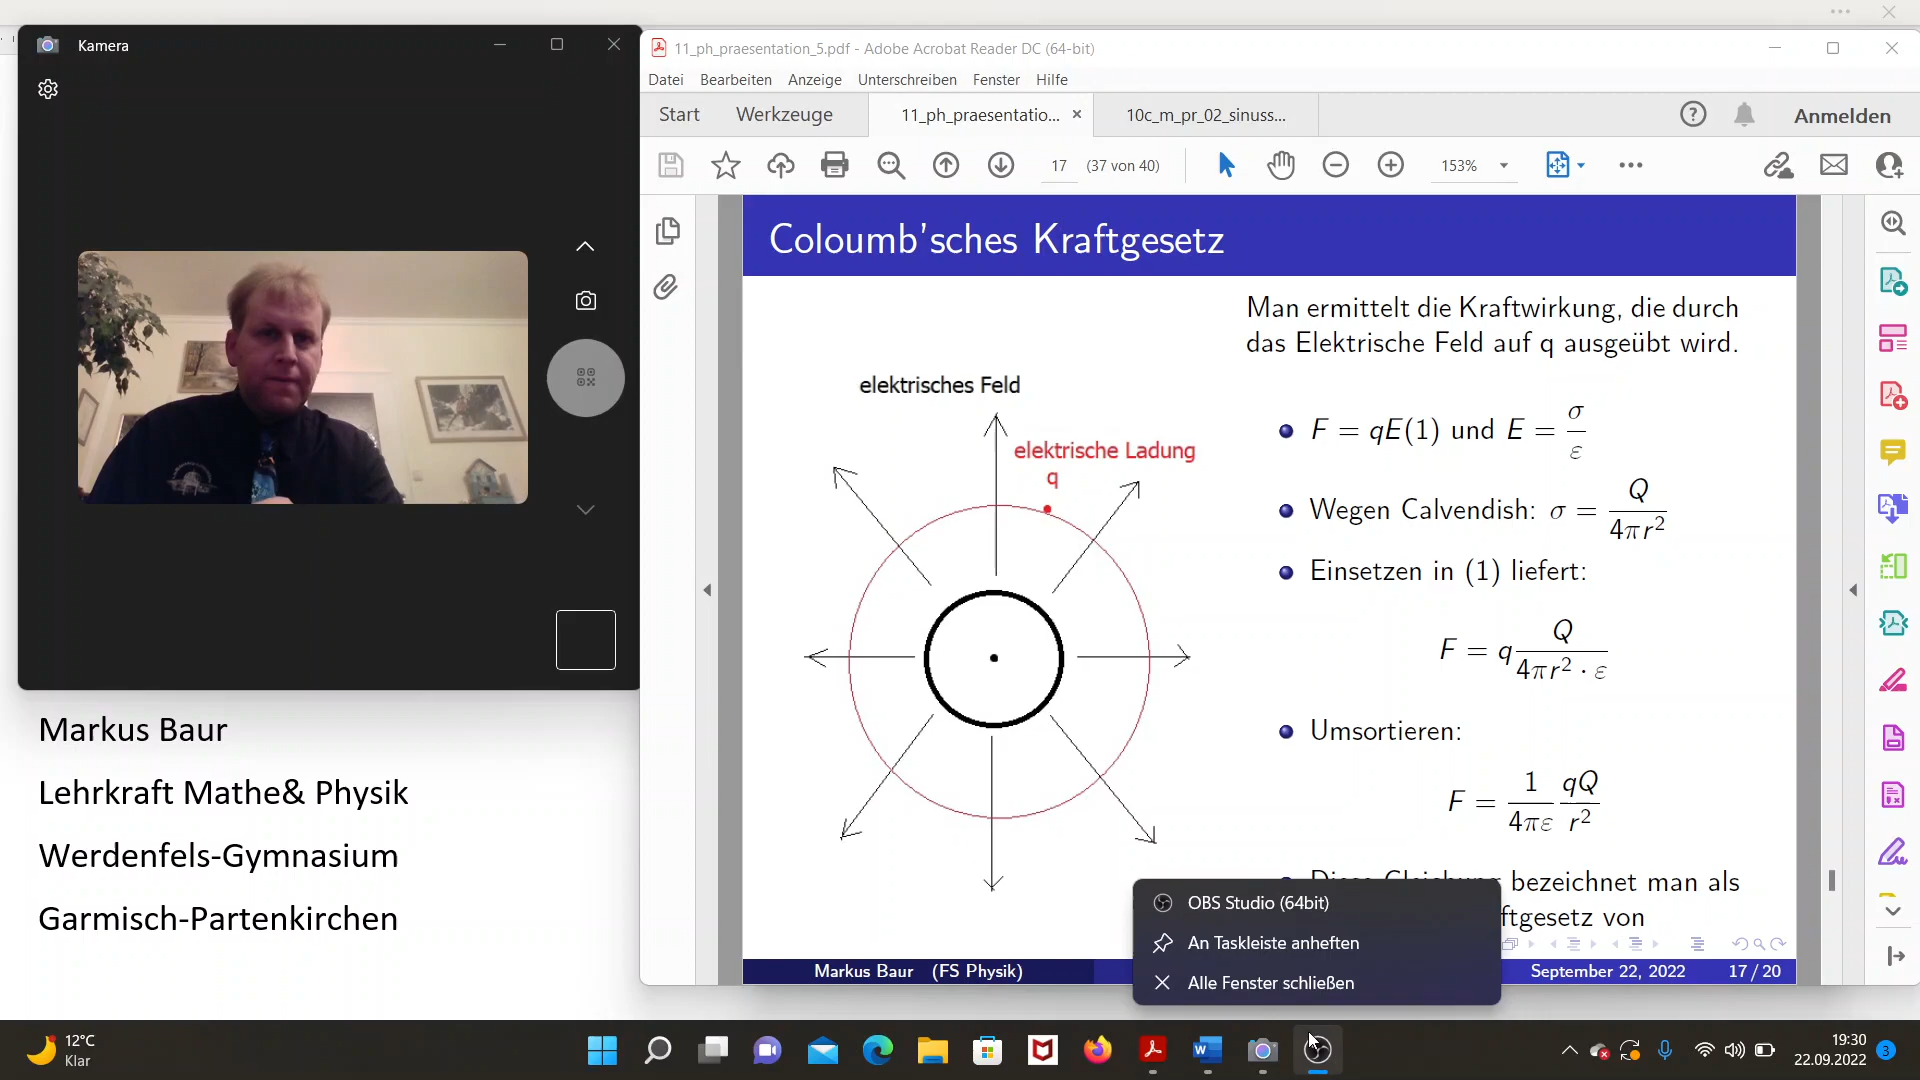 Kamera
11_ph_praesentation_5.pdf - Adobe Acrobat Reader DC (64-bit)
Datei Bearbeiten Anzeige Unterschreiben Fenster Hilfe
Start Werkzeuge 11_ph_praesentatio... 10c_m_pr_02_sinuss... Anmelden
17 (37 von 40) 153%
Coloumb'sches Kraftgesetz
Man ermittelt die Kraftwirkung, die durch
das Elektrische Feld auf q ausgeübt wird.
elektrisches Feld
elektrische Ladung
q
F = qE(1) und E = σ/ε
Wegen Calvendish: σ = Q/4πr²
Einsetzen in (1) liefert:
F = q Q/4πr² · ε
Umsortieren:
F = 1/4πε qQ/r²
bezeichnet man als
ftgesetz von
Markus Baur (FS Physik) September 22, 2022 17 / 20
OBS Studio (64bit)
An Taskleiste anheften
Alle Fenster schließen
Markus Baur
Lehrkraft Mathe& Physik
Werdenfels-Gymnasium
Garmisch-Partenkirchen
12°C
Klar
19:30
22.09.2022 3